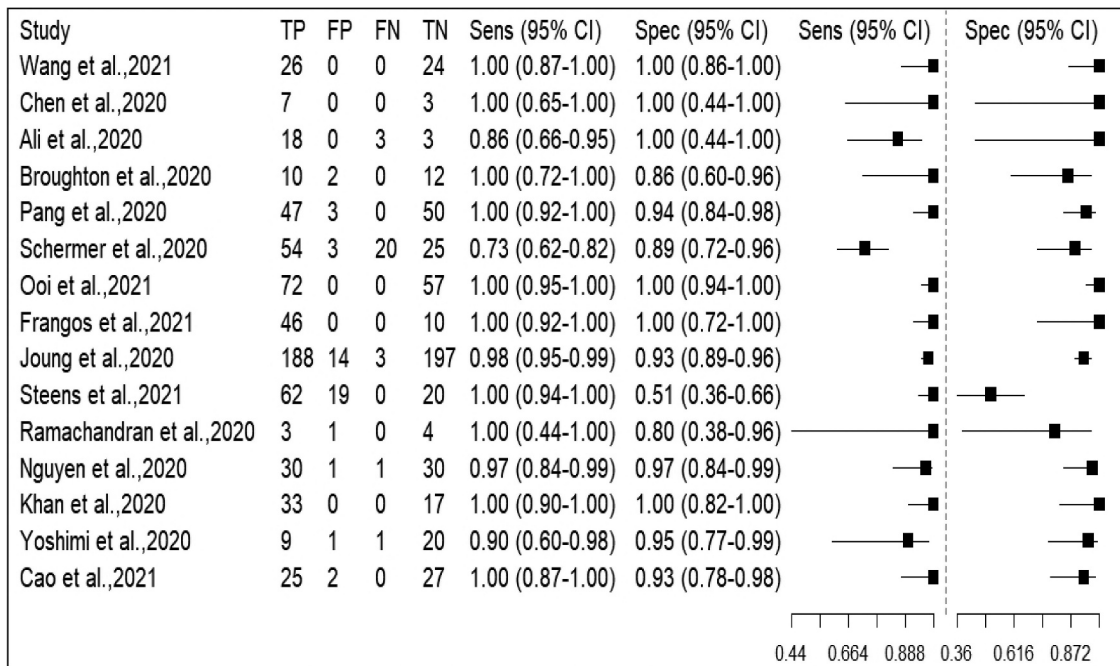 Study TP FP FN TN Sens (95% CI) Spec (95% CI) Sens (95% CI) Spec (95% CI)
Wang et al.,2021 26 0 0 24 1.00 (0.87-1.00) 1.00 (0.86-1.00)
Chen et al.,2020 7 0 0 3 1.00 (0.65-1.00) 1.00 (0.44-1.00)
Ali et al.,2020 18 0 3 3 0.86 (0.66-0.95) 1.00 (0.44-1.00)
Broughton et al.,2020 10 2 0 12 1.00 (0.72-1.00) 0.86 (0.60-0.96)
Pang et al.,2020 47 3 0 50 1.00 (0.92-1.00) 0.94 (0.84-0.98)
Schermer et al.,2020 54 3 20 25 0.73 (0.62-0.82) 0.89 (0.72-0.96)
Ooi et al.,2021 72 0 0 57 1.00 (0.95-1.00) 1.00 (0.94-1.00)
Frangos et al.,2021 46 0 0 10 1.00 (0.92-1.00) 1.00 (0.72-1.00)
Joung et al.,2020 188 14 3 197 0.98 (0.95-0.99) 0.93 (0.89-0.96)
Steens et al.,2021 62 19 0 20 1.00 (0.94-1.00) 0.51 (0.36-0.66)
Ramachandran et al.,2020 3 1 0 4 1.00 (0.44-1.00) 0.80 (0.38-0.96)
Nguyen et al.,2020 30 1 1 30 0.97 (0.84-0.99) 0.97 (0.84-0.99)
Khan et al.,2020 33 0 0 17 1.00 (0.90-1.00) 1.00 (0.82-1.00)
Yoshimi et al.,2020 9 1 1 20 0.90 (0.60-0.98) 0.95 (0.77-0.99)
Cao et al.,2021 25 2 0 27 1.00 (0.87-1.00) 0.93 (0.78-0.98)
0.44 0.664 0.888 0.36 0.616 0.872